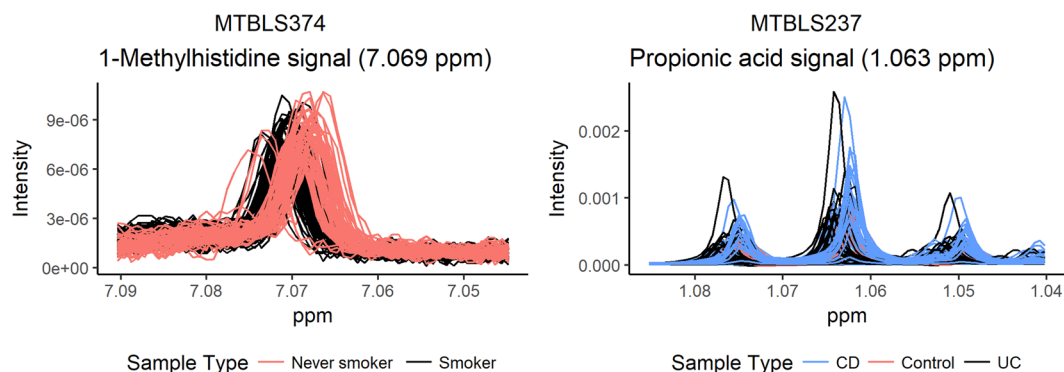 MTBLS374
1-Methylhistidine signal (7.069 ppm)
Intensity
9e-06
6e-06
3e-06
0e+00
7.09 7.08 7.07 7.06 7.05
ppm
Sample Type Never smoker Smoker
MTBLS237
Propionic acid signal (1.063 ppm)
Intensity
0.002
0.001
0.000
1.08 1.07 1.06 1.05 1.04
ppm
Sample Type CD Control UC